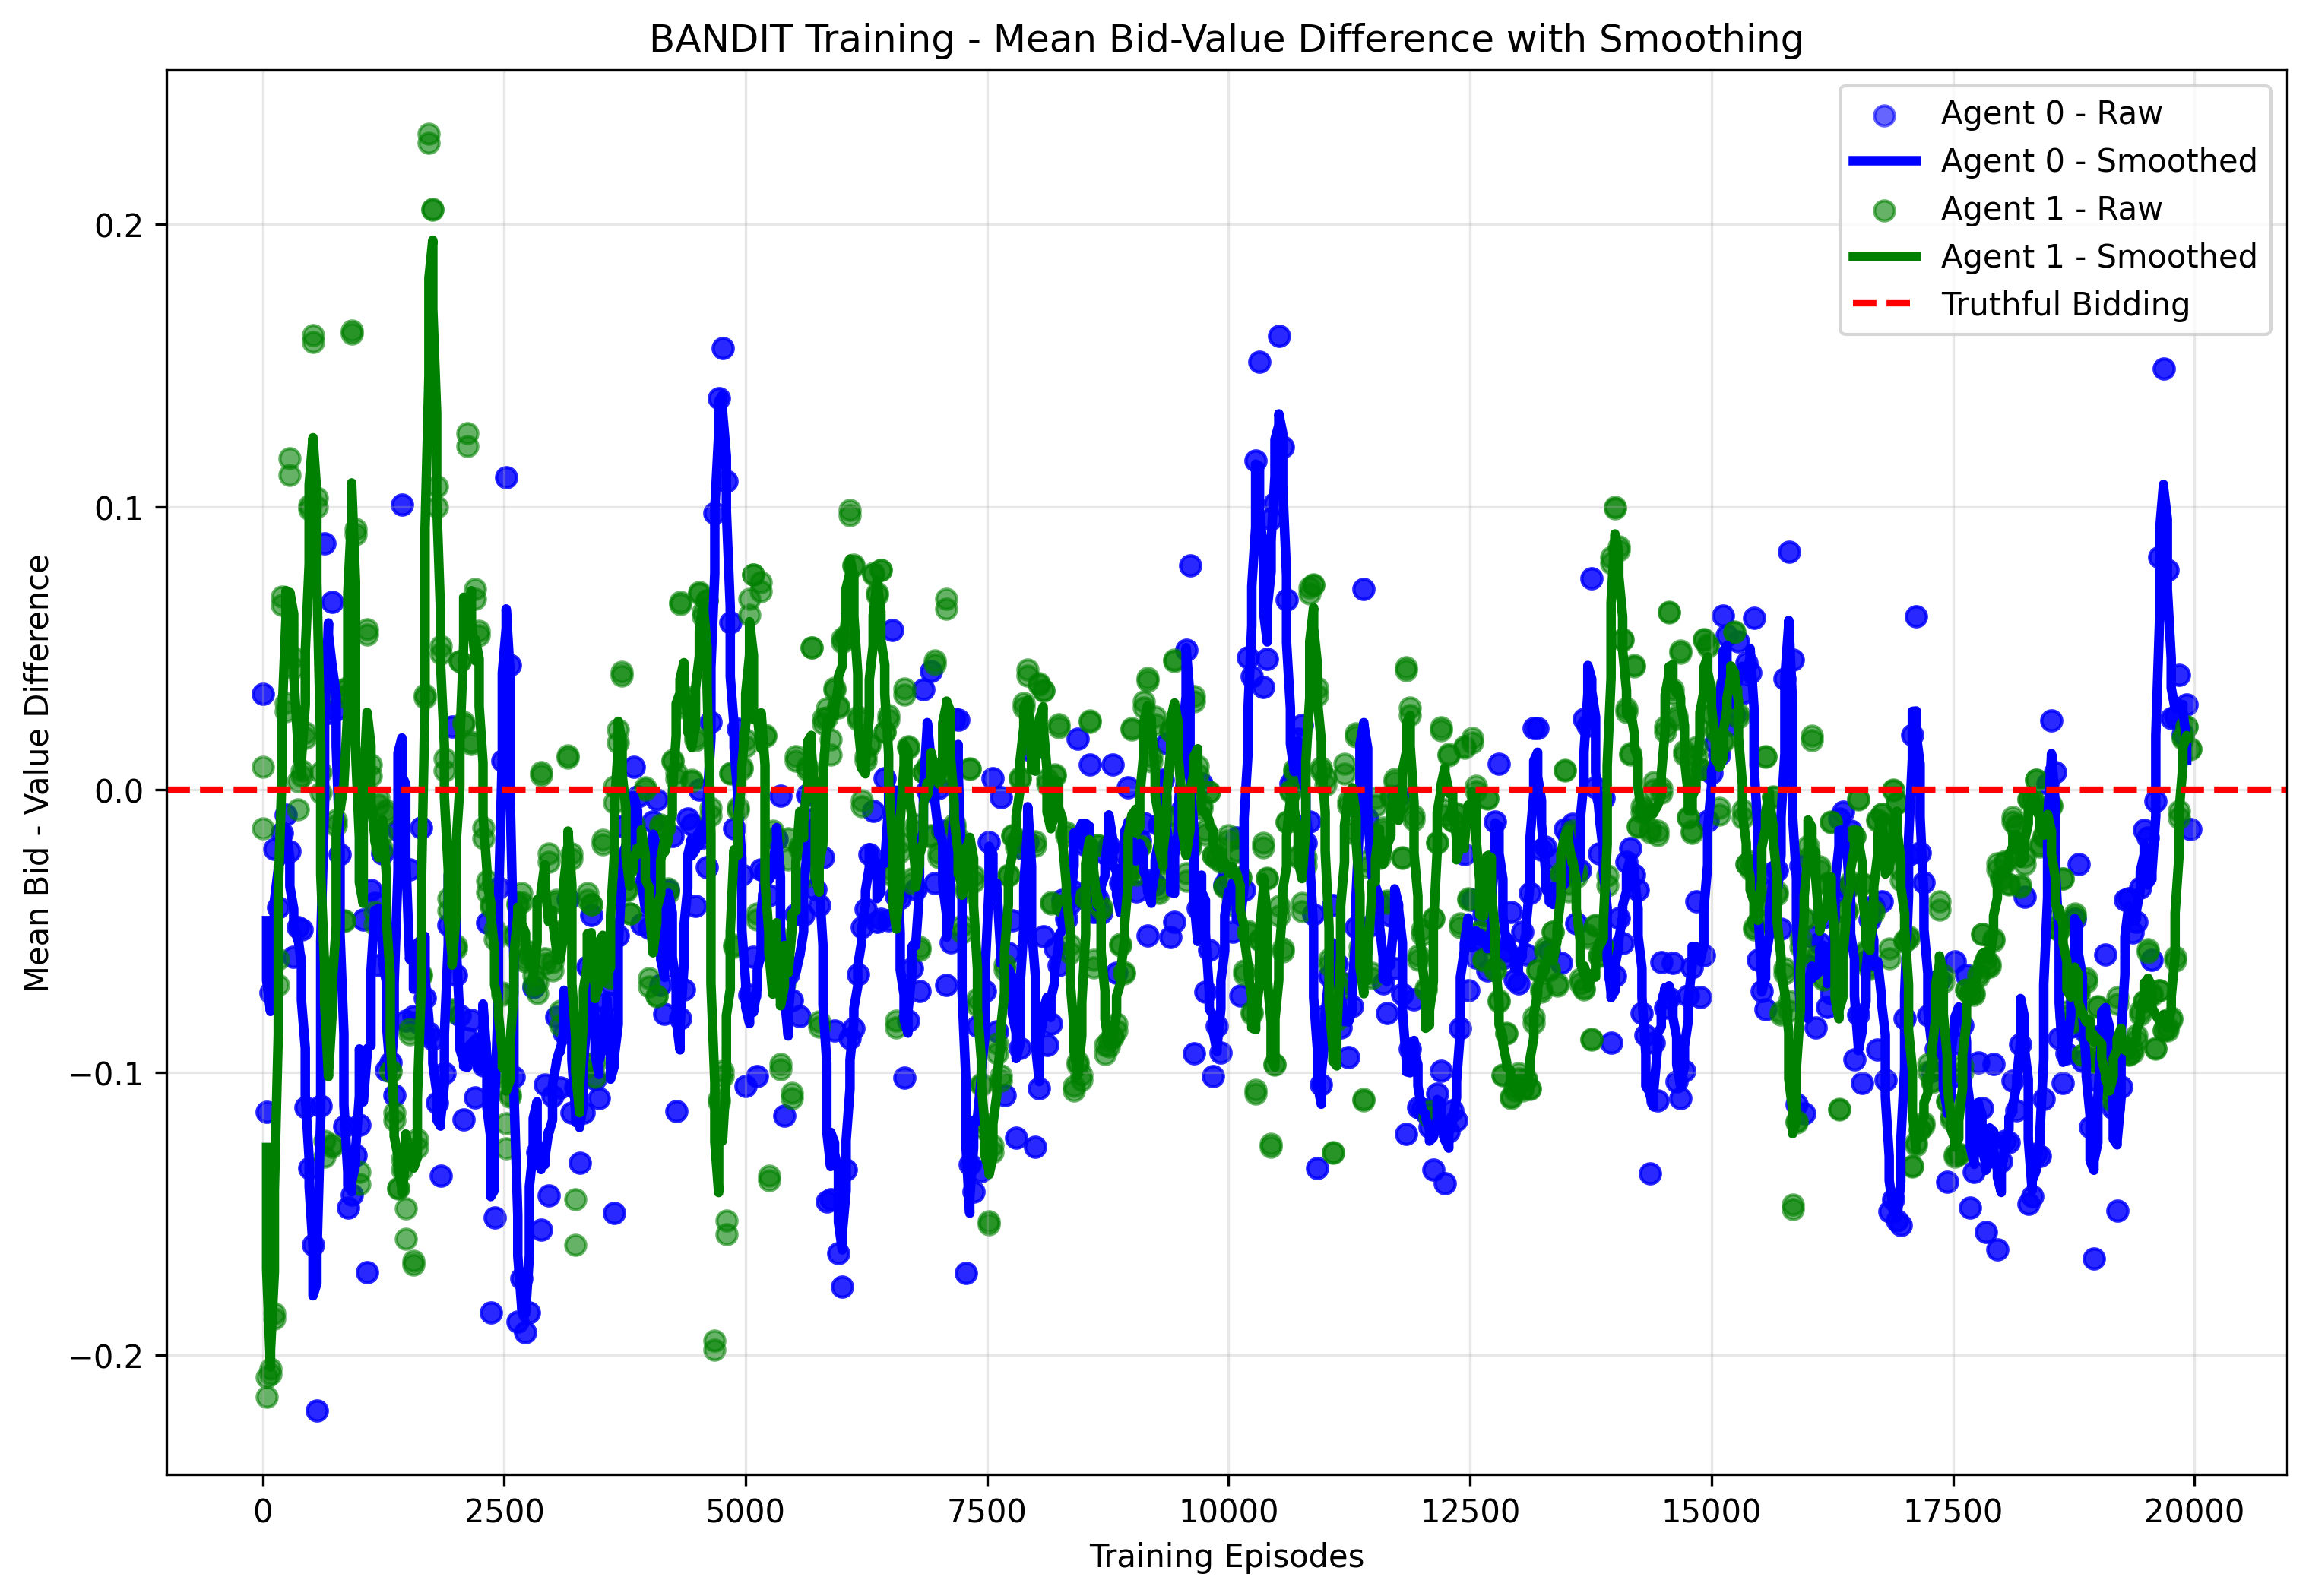 BANDIT Training - Mean Bid-Value Difference with Smoothing
Agent 0 - Raw
Agent 0 - Smoothed
Agent 1 - Raw
Agent 1 - Smoothed
Truthful Bidding
Mean Bid - Value Difference
0.2
0.1
0.0
−0.1
−0.2
0 2500 5000 7500 10000 12500 15000 17500 20000
Training Episodes